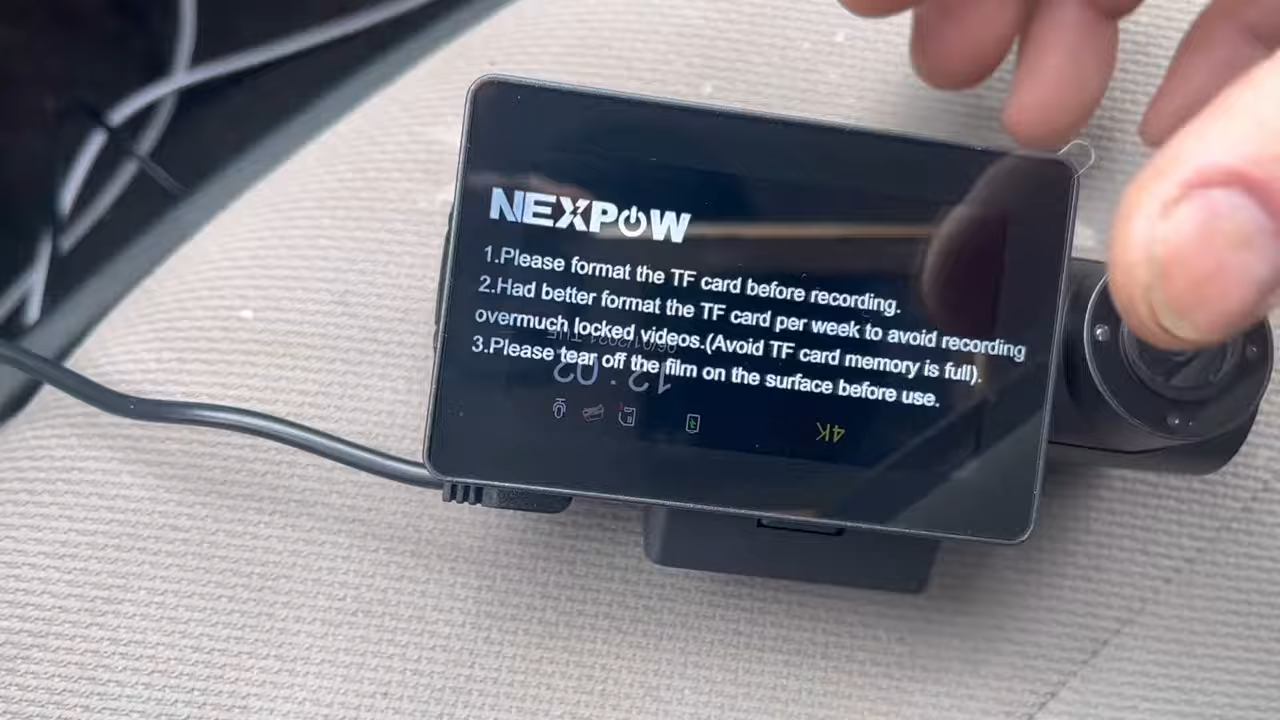 NEXPOW
1.Please format the TF card before recording.
2.Had better format the TF card per week to avoid recording
overmuch locked videos.(Avoid TF card memory is full).
3.Please tear off the film on the surface before use.
12:02
4K